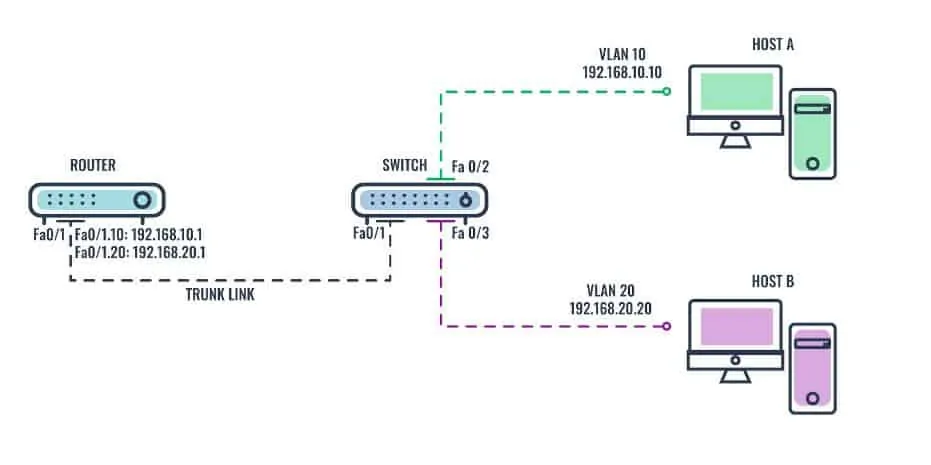 HOST A
VLAN 10
192.168.10.10
ROUTER
SWITCH
Fa 0/2
Fa0/1
Fa0/1.10: 192.168.10.1
Fa0/1.20: 192.168.20.1
Fa0/1
Fa 0/3
TRUNK LINK
HOST B
VLAN 20
192.168.20.20